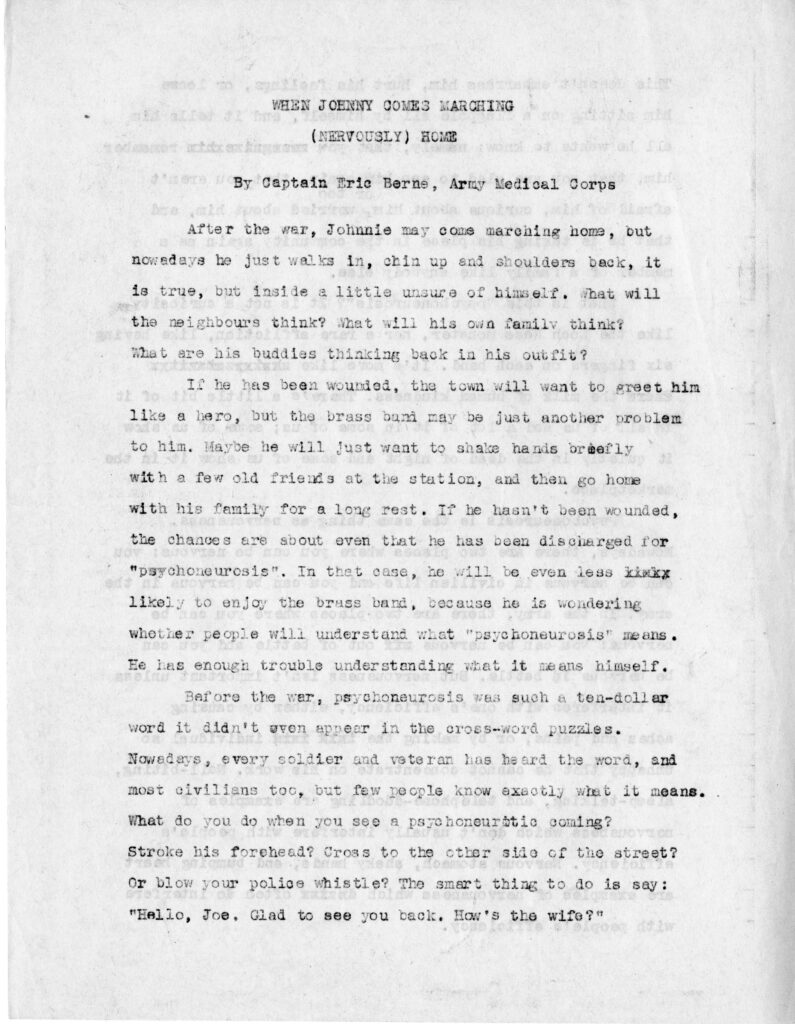 WHEN JOHNNY COMES MARCHING
(NERVOUSLY) HOME
By Captain Eric Berne, Army Medical Corps
After the war, Johnnie may come marching home, but
nowadays he just walks in, chin up and shoulders back, it
is true, but inside a little unsure of himself. What will
the neighbours think? What will his own family think?
What are his buddies thinking back in his outfit?
If he has been wounded, the town will want to greet him
like a hero, but the brass band may be just another problem
to him. Maybe he will just want to shake hands briefly
with a few old friends at the station, and then go home
with his family for a long rest. If he hasn't been wounded,
the chances are about even that he has been discharged for
"psychoneurosis". In that case, he will be even less
likely to enjoy the brass band, because he is wondering
whether people will understand what "psychoneurosis" means.
He has enough trouble understanding what it means himself.
Before the war, psychoneurosis was such a ten-dollar
word it didn't even appear in the cross-word puzzles.
Nowadays, every soldier and veteran has heard the word, and
most civilians too, but few people know exactly what it means.
What do you do when you see a psychoneurotic coming?
Stroke his forehead? Cross to the other side of the street?
Or blow your police whistle? The smart thing to do is say:
"Hello, Joe. Glad to see you back. How's the wife?"